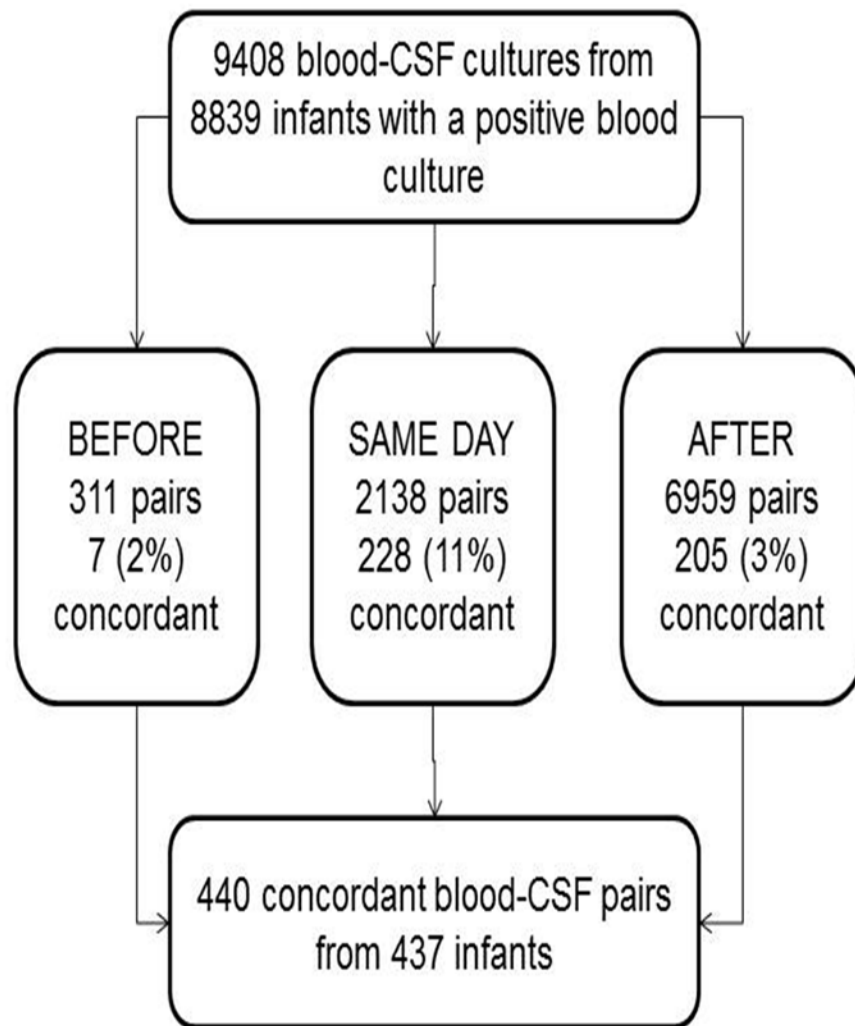 9408 blood-CSF cultures from
8839 infants with a positive blood
culture
BEFORE
311 pairs
7 (2%)
concordant
SAME DAY
2138 pairs
228 (11%)
concordant
AFTER
6959 pairs
205 (3%)
concordant
440 concordant blood-CSF pairs
from 437 infants